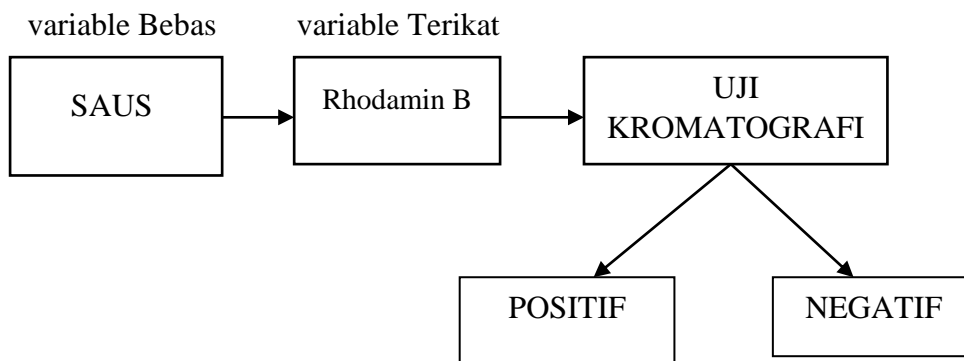 variable Bebas
variable Terikat
SAUS
Rhodamin B
UJI
KROMATOGRAFI
POSITIF
NEGATIF